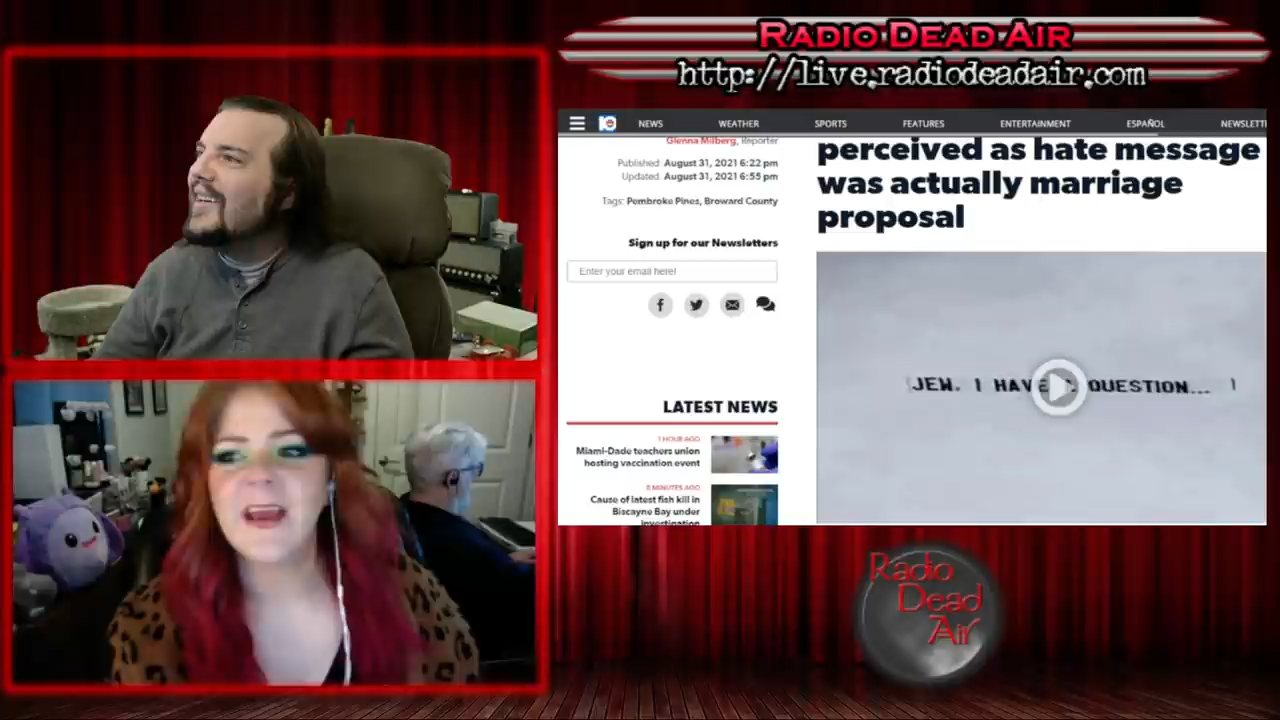 RADIO DEAD AIR
http://live.radiodeadair.com
NEWS WEATHER SPORTS FEATURES ENTERTAINMENT ESPAÑOL NEWSLETT
Glenna Milberg, Reporter
Published: August 31, 2021 6:22 pm
Updated: August 31, 2021 6:55 pm
Tags: Pembroke Pines, Broward County
Sign up for our Newsletters
Enter your email here!
perceived as hate message
was actually marriage
proposal
JEW. I HAVE QUESTION...
LATEST NEWS
1 HOUR AGO
Miami-Dade teachers union
hosting vaccination event
8 MINUTES AGO
Cause of latest fish kill in
Biscayne Bay under
investigation
Radio
Dead
Air